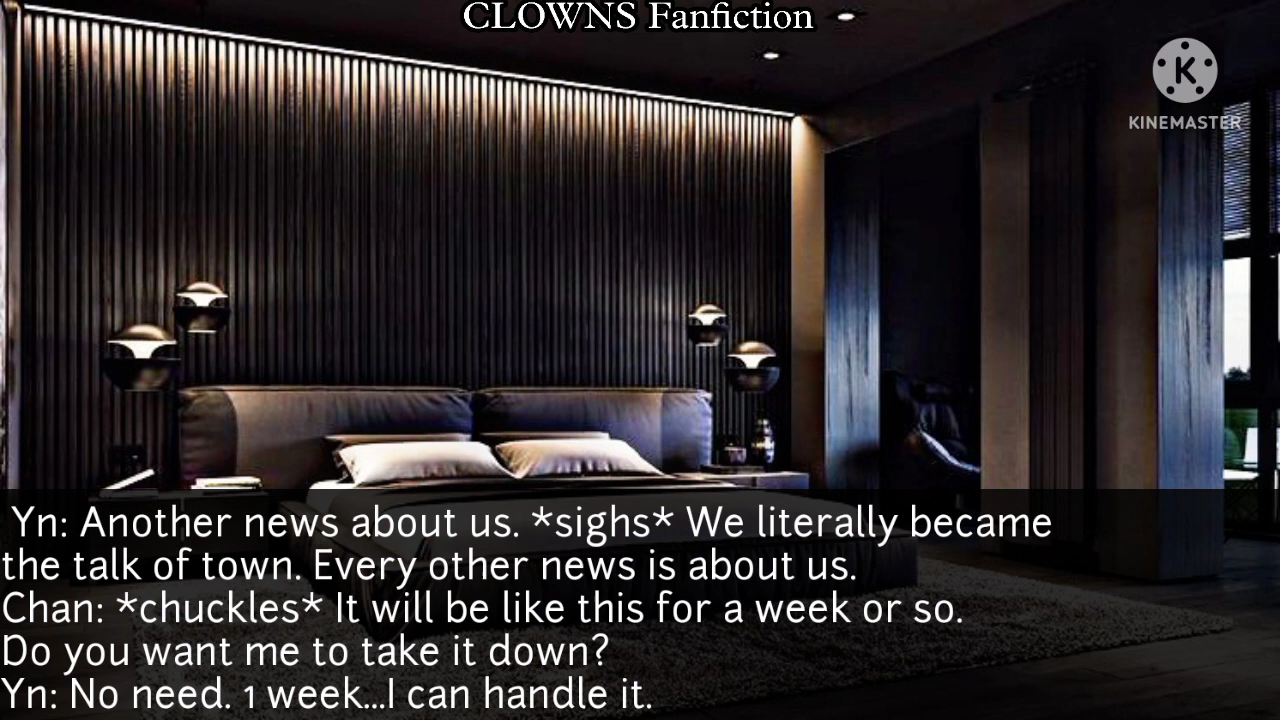 CLOWNS Fanfiction
K
KINEMASTER
Yn: Another news about us. *sighs* We literally became
the talk of town. Every other news is about us.
Chan: *chuckles* It will be like this for a week or so.
Do you want me to take it down?
Yn: No need. 1 week...I can handle it.